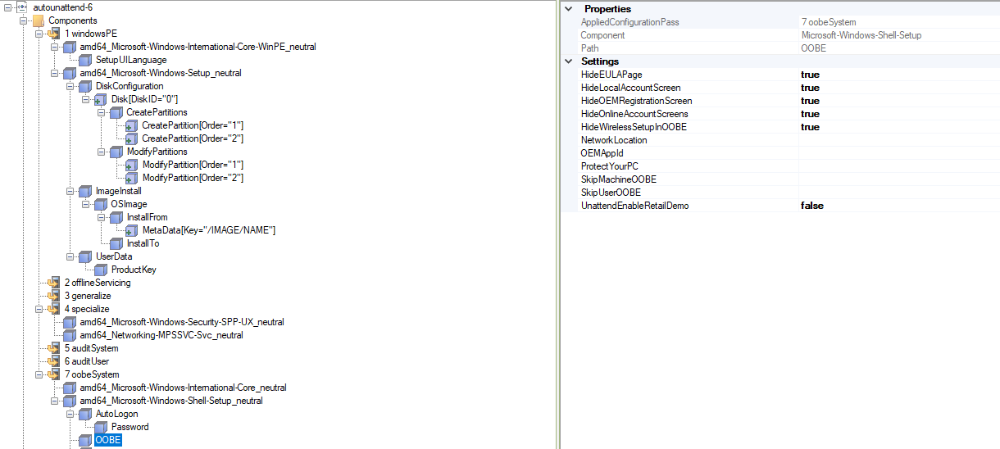 autounattend-6
Components
1 windowsPE
amd64_Microsoft-Windows-International-Core-WinPE_neutral
SetupUILanguage
amd64_Microsoft-Windows-Setup_neutral
DiskConfiguration
Disk[DiskID="0"]
CreatePartitions
CreatePartition[Order="1"]
CreatePartition[Order="2"]
ModifyPartitions
ModifyPartition[Order="1"]
ModifyPartition[Order="2"]
ImageInstall
OSImage
InstallFrom
MetaData[Key="/IMAGE/NAME"]
InstallTo
UserData
ProductKey
2 offlineServicing
3 generalize
4 specialize
amd64_Microsoft-Windows-Security-SPP-UX_neutral
amd64_Networking-MPSSVC-Svc_neutral
5 auditSystem
6 auditUser
7 oobeSystem
amd64_Microsoft-Windows-International-Core_neutral
amd64_Microsoft-Windows-Shell-Setup_neutral
AutoLogon
Password
OOBE
Properties
AppliedConfigurationPass 7 oobeSystem
Component Microsoft-Windows-Shell-Setup
Path OOBE
Settings
HideEULAPage true
HideLocalAccountScreen true
HideOEMRegistrationScreen true
HideOnlineAccountScreens true
HideWirelessSetupInOOBE true
NetworkLocation
OEMAppId
ProtectYourPC
SkipMachineOOBE
SkipUserOOBE
UnattendEnableRetailDemo false